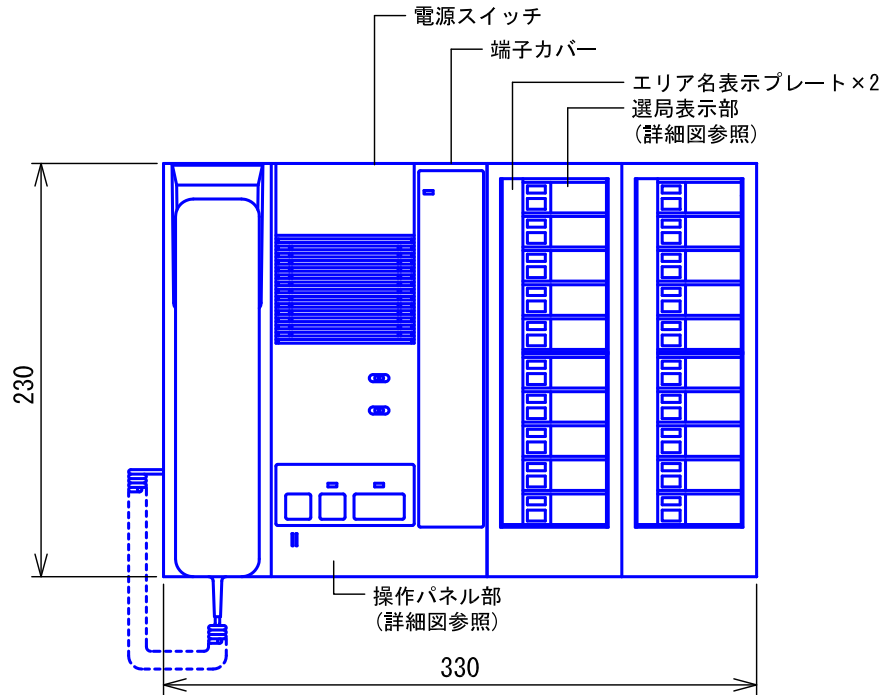 電源スイッチ
端子カバー
エリア名表示プレート×2
選局表示部
(詳細図参照)
230
操作パネル部
(詳細図参照)
330